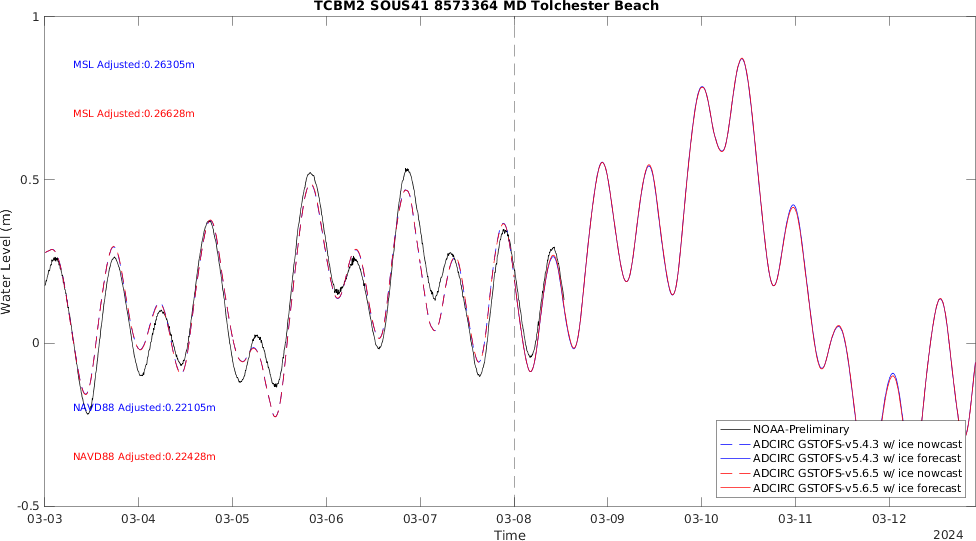 TCBM2 SOUS41 8573364 MD Tolchester Beach
1
MSL Adjusted:0.26305m
MSL Adjusted:0.26628m
0.5
Water Level (m)
0
NAVD88 Adjusted:0.22105m
NAVD88 Adjusted:0.22428m
NOAA-Preliminary
ADCIRC GSTOFS-v5.4.3 w/ ice nowcast
ADCIRC GSTOFS-v5.4.3 w/ ice forecast
ADCIRC GSTOFS-v5.6.5 w/ ice nowcast
ADCIRC GSTOFS-v5.6.5 w/ ice forecast
-0.5
03-03 03-04 03-05 03-06 03-07 03-08 03-09 03-10 03-11 03-12
Time
2024